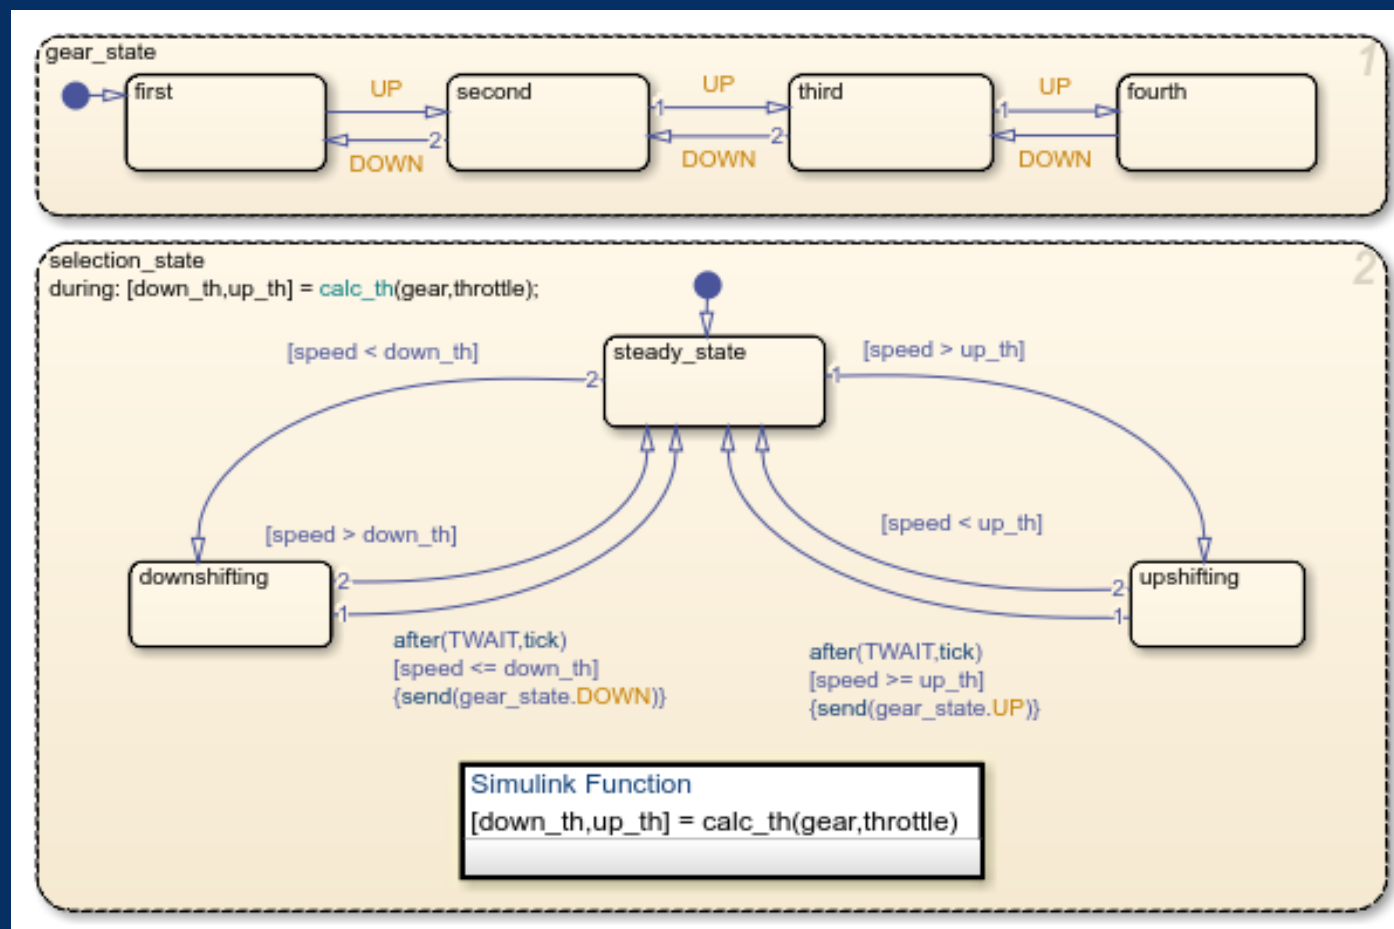 gear_state
1
first
UP
second
UP
third
UP
fourth
1
1
2
2
DOWN
DOWN
DOWN
selection_state
2
during: [down_th,up_th] = calc_th(gear,throttle);
[speed < down_th]
steady_state
[speed > up_th]
2
1
[speed > down_th]
[speed < up_th]
downshifting
2
2
upshifting
1
1
after(TWAIT,tick)
[speed <= down_th]
{send(gear_state.DOWN)}
after(TWAIT,tick)
[speed >= up_th]
{send(gear_state.UP)}
Simulink Function
[down_th,up_th] = calc_th(gear,throttle)